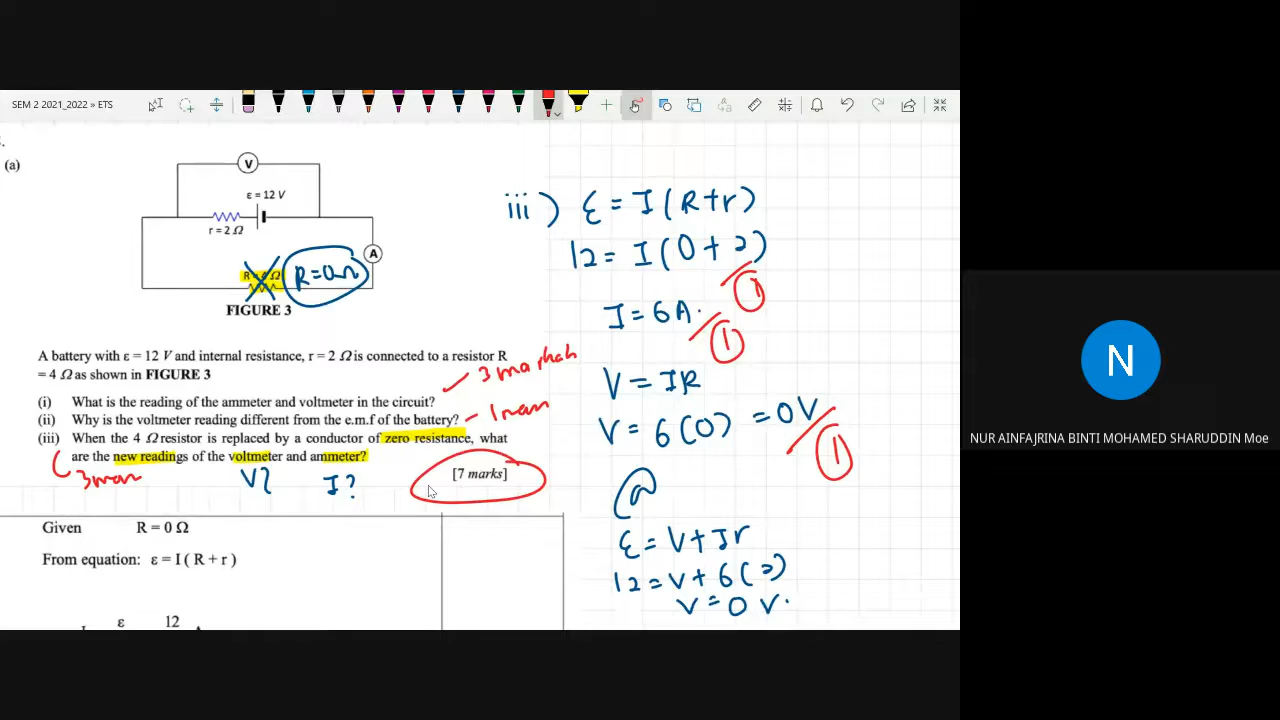 SEM 2 2021_2022 » ETS
(a)
V
ε = 12 V
r = 2 Ω
A
R = 4 Ω
R = 0Ω
FIGURE 3
A battery with ε = 12 V and internal resistance, r = 2 Ω is connected to a resistor R
= 4 Ω as shown in FIGURE 3
3 markah
(i) What is the reading of the ammeter and voltmeter in the circuit?
(ii) Why is the voltmeter reading different from the e.m.f of the battery?
(iii) When the 4 Ω resistor is replaced by a conductor of zero resistance, what
are the new readings of the voltmeter and ammeter?
V?
I?
[7 marks]
Given R = 0 Ω
From equation: ε = I ( R + r )
ε 12
iii) ε = I(R+r)
12 = I(0+2)
1
I = 6A.
1
V = IR
V = 6(0) = 0V
1
@
ε = V + Ir
12 = V + 6(2)
V = 0 V.
N
NUR AINFAJRINA BINTI MOHAMED SHARUDDIN Moe